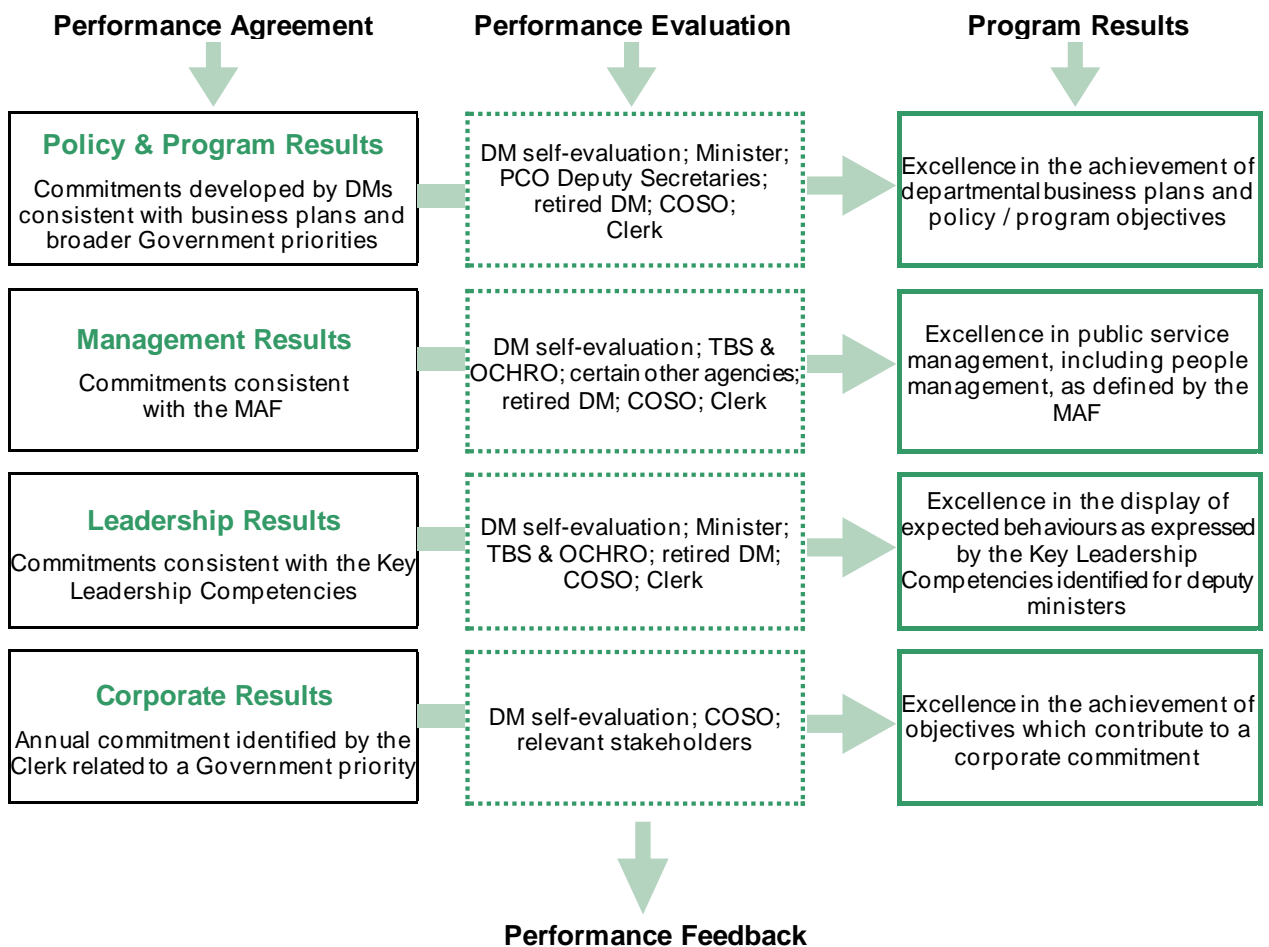 Performance Agreement
Performance Evaluation
Program Results
Policy & Program Results
Commitments developed by DMs
consistent with business plans and
broader Government priorities
DM self-evaluation; Minister;
PCO Deputy Secretaries;
retired DM; COSO;
Clerk
Excellence in the achievement of
departmental business plans and
policy / program objectives
Management Results
Commitments consistent
with the MAF
DM self-evaluation; TBS &
OCHRO; certain other agencies;
retired DM; COSO; Clerk
Excellence in public service
management, including people
management, as defined by the
MAF
Leadership Results
Commitments consistent with the Key
Leadership Competencies
DM self-evaluation; Minister;
TBS & OCHRO; retired DM;
COSO; Clerk
Excellence in the display of
expected behaviours as expressed
by the Key Leadership
Competencies identified for deputy
ministers
Corporate Results
Annual commitment identified by the
Clerk related to a Government priority
DM self-evaluation; COSO;
relevant stakeholders
Excellence in the achievement of
objectives which contribute to a
corporate commitment
Performance Feedback